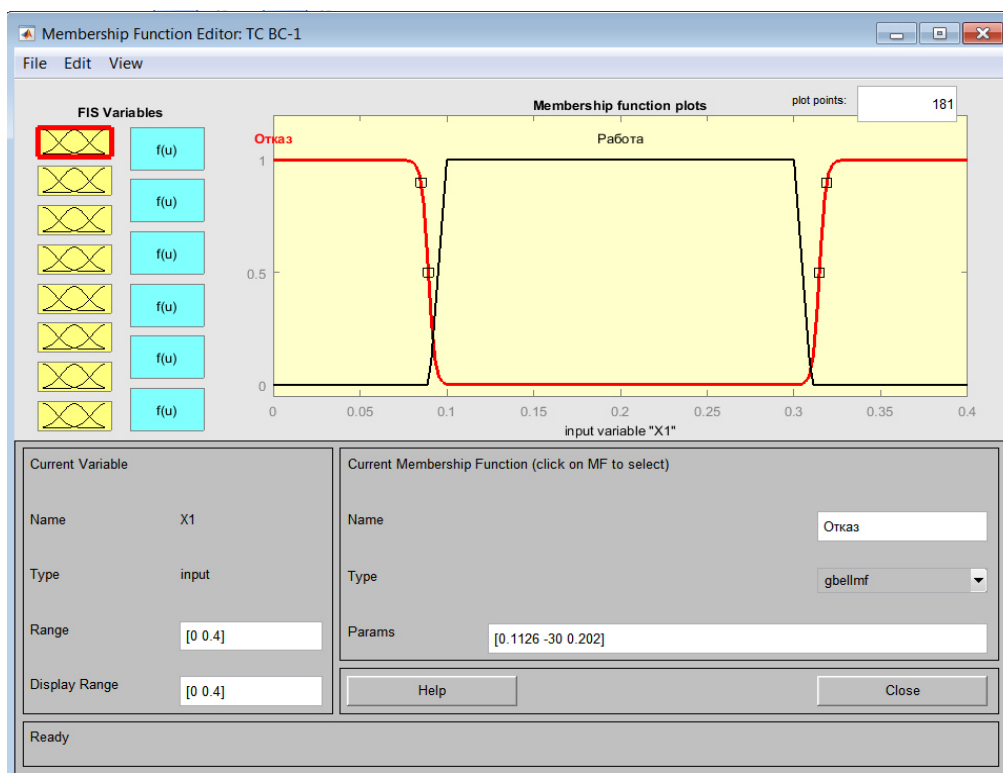 Membership Function Editor: TC BC-1
File Edit View
FIS Variables
f(u)
f(u)
f(u)
f(u)
f(u)
f(u)
Membership function plots
plot points:
181
Отказ
Работа
1
0.5
0
0 0.05 0.1 0.15 0.2 0.25 0.3 0.35 0.4
input variable "X1"
Current Variable
Name X1
Type input
Range [0 0.4]
Display Range [0 0.4]
Current Membership Function (click on MF to select)
Name Отказ
Type gbellmf
Params [0.1126 -30 0.202]
Help Close
Ready